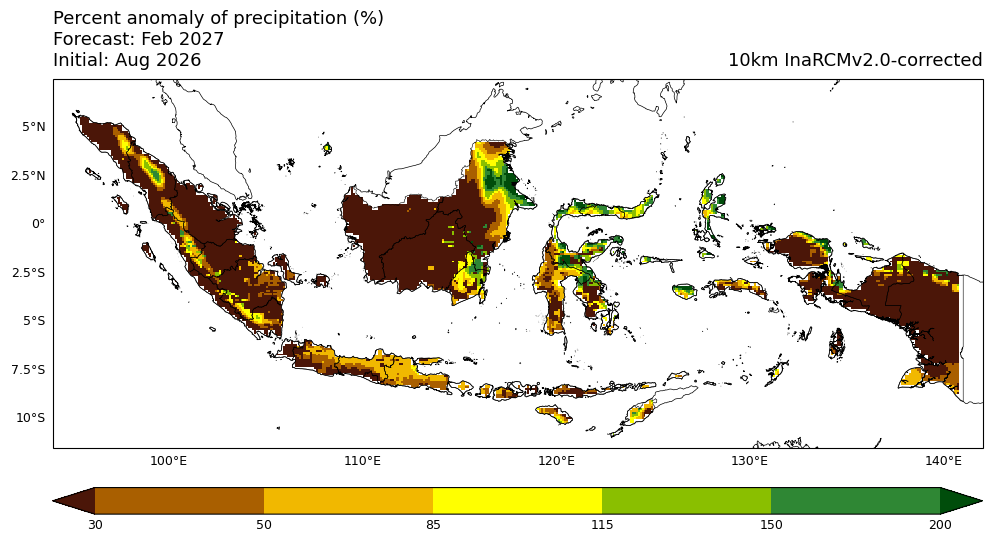 Percent anomaly of precipitation (%)
Forecast: Feb 2027
Initial: Aug 2026
10km InaRCMv2.0-corrected
5°N
2.5°N
0°
2.5°S
5°S
7.5°S
10°S
100°E 110°E 120°E 130°E 140°E
30 50 85 115 150 200